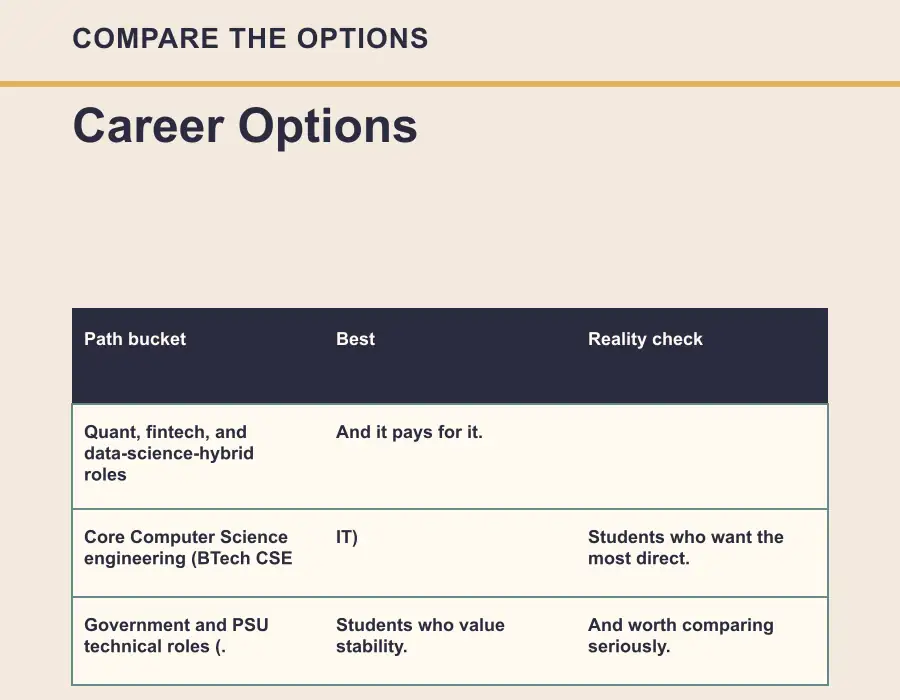 COMPARE THE OPTIONS
Career Options
Path bucket
Best
Reality check
Quant, fintech, and
data-science-hybrid
roles
And it pays for it.
Core Computer Science
engineering (BTech CSE
IT)
Students who want the
most direct.
Government and PSU
technical roles (.
Students who value
stability.
And worth comparing
seriously.